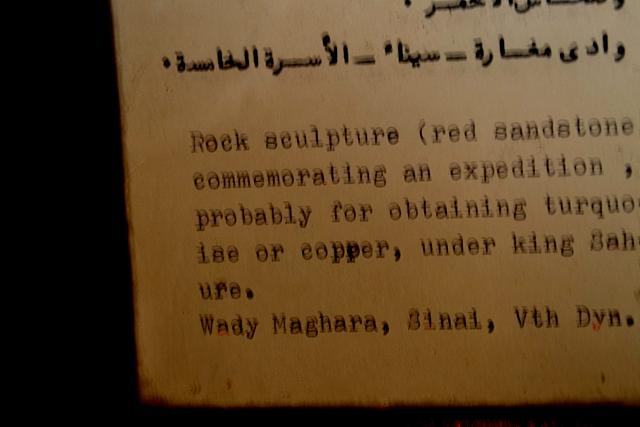 وادى مغارة — سيناء — الأسرة الخامسة .
Rock sculpture (red sandstone
commemorating an expedition ,
probably for obtaining turquo
ise or copper, under king Sah
ure.
Wady Maghara, Sinai, Vth Dyn.